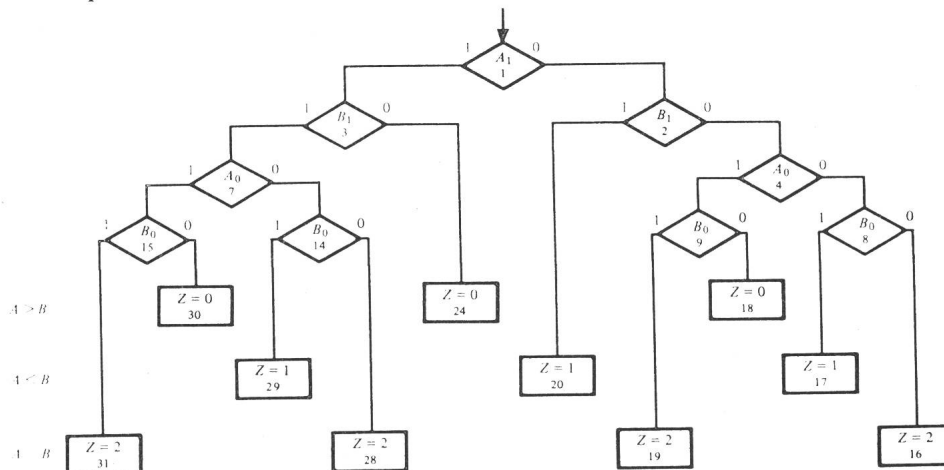 1 A₁ 0
1
1 B₁ 0
3
1 B₁ 0
2
1 A₀ 0
7
1 A₀ 0
4
1 B₀ 0
15
1 B₀ 0
14
1 B₀ 0
9
1 B₀ 0
8
A > B
Z = 0
30
Z = 0
24
Z = 0
18
A < B
Z = 1
29
Z = 1
20
Z = 1
17
A B
Z = 2
31
Z = 2
28
Z = 2
19
Z = 2
16